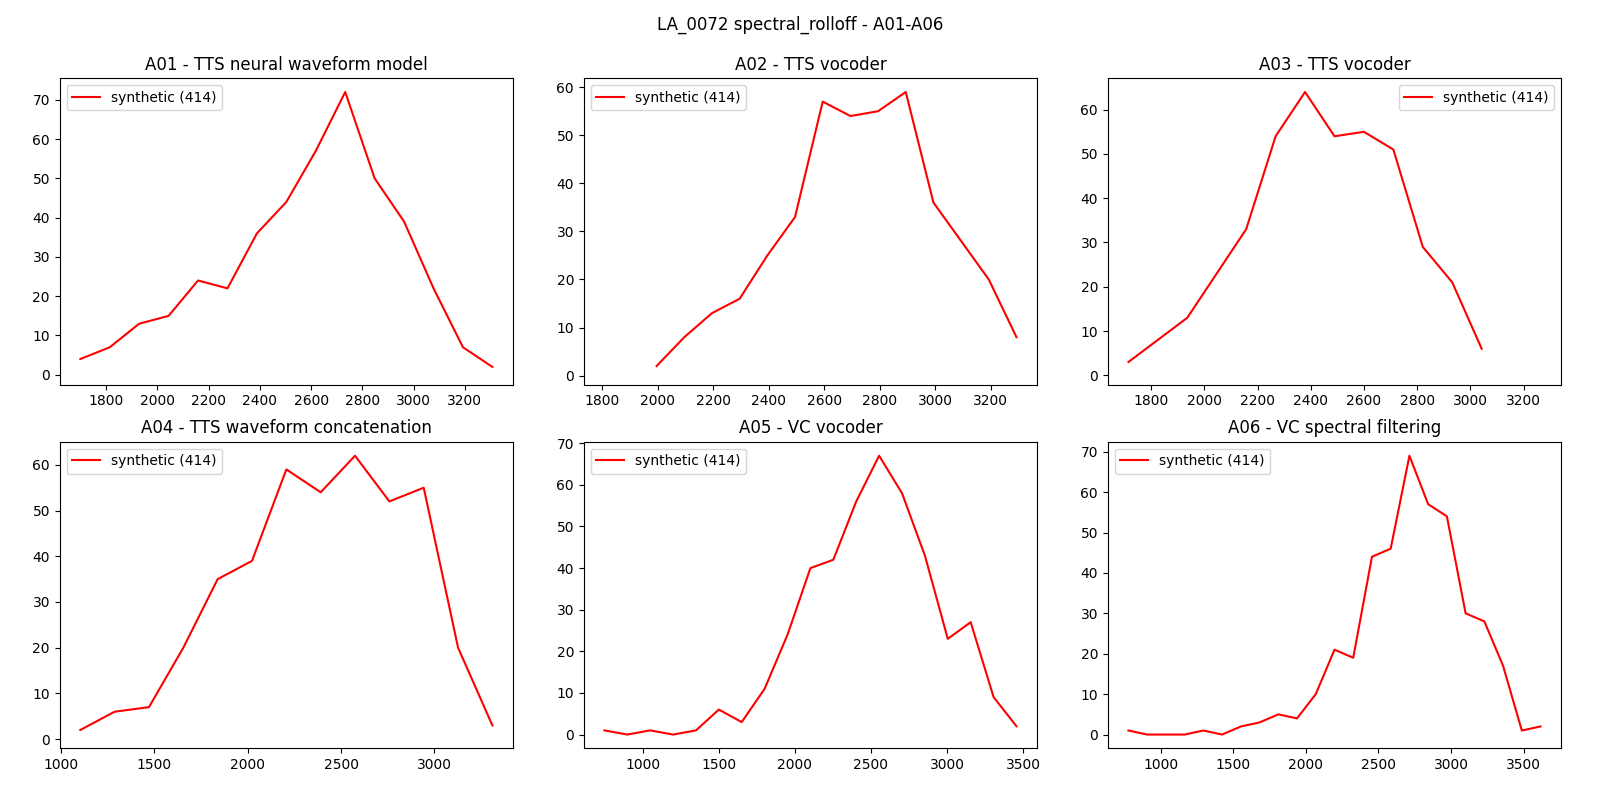 LA_0072 spectral_rolloff - A01-A06
A01 - TTS neural waveform model
synthetic (414)
70
60
50
40
30
20
10
0
1800 2000 2200 2400 2600 2800 3000 3200
A02 - TTS vocoder
synthetic (414)
60
50
40
30
20
10
0
1800 2000 2200 2400 2600 2800 3000 3200
A03 - TTS vocoder
synthetic (414)
60
50
40
30
20
10
0
1800 2000 2200 2400 2600 2800 3000 3200
A04 - TTS waveform concatenation
synthetic (414)
60
50
40
30
20
10
0
1000 1500 2000 2500 3000
A05 - VC vocoder
synthetic (414)
70
60
50
40
30
20
10
0
1000 1500 2000 2500 3000 3500
A06 - VC spectral filtering
synthetic (414)
70
60
50
40
30
20
10
0
1000 1500 2000 2500 3000 3500